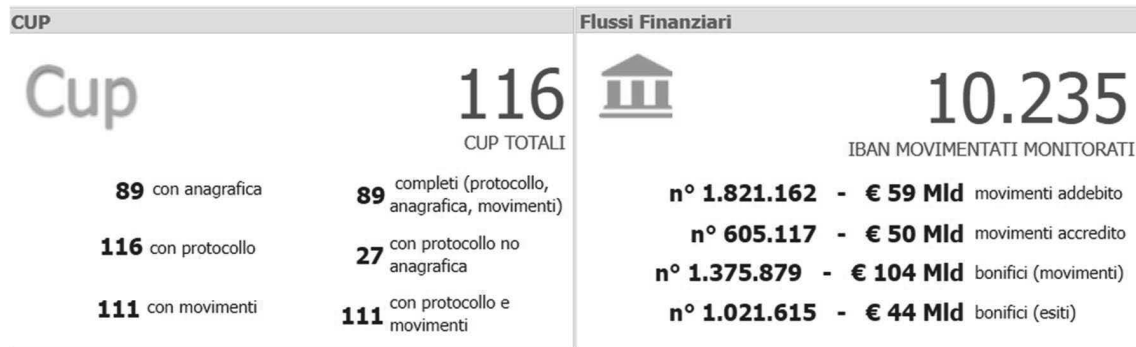 CUP
Cup
116
CUP TOTALI
89 con anagrafica
89 completi (protocollo,
anagrafica, movimenti)
116 con protocollo
27 con protocollo no
anagrafica
111 con movimenti
111 con protocollo e
movimenti
Flussi Finanziari
10.235
IBAN MOVIMENTATI MONITORATI
n° 1.821.162 - € 59 Mld movimenti addebito
n° 605.117 - € 50 Mld movimenti accredito
n° 1.375.879 - € 104 Mld bonifici (movimenti)
n° 1.021.615 - € 44 Mld bonifici (esiti)